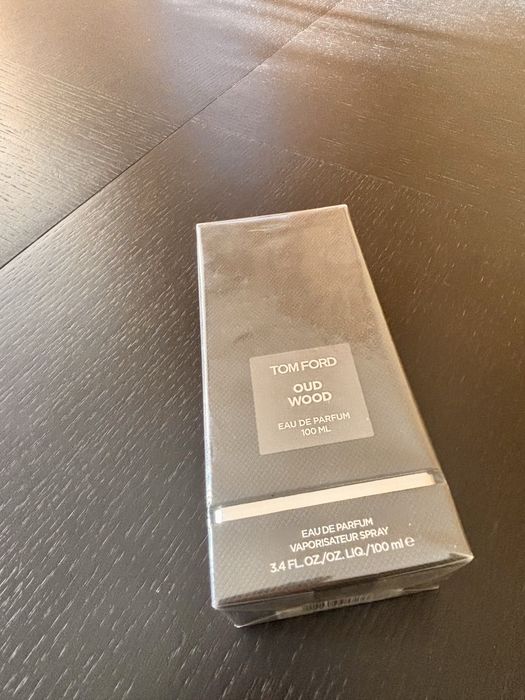 TOM FORD
OUD
WOOD
EAU DE PARFUM
100 ML
EAU DE PARFUM
VAPORISATEUR SPRAY
3.4 FL.OZ./OZ. LIQ./100 ml ℮